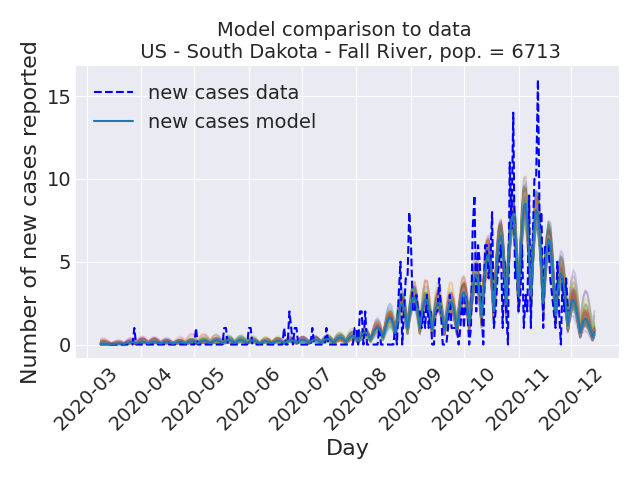 Model comparison to data
US - South Dakota - Fall River, pop. = 6713
Number of new cases reported
15
10
5
0
new cases data
new cases model
2020-03
2020-04
2020-05
2020-06
2020-07
2020-08
2020-09
2020-10
2020-11
2020-12
Day